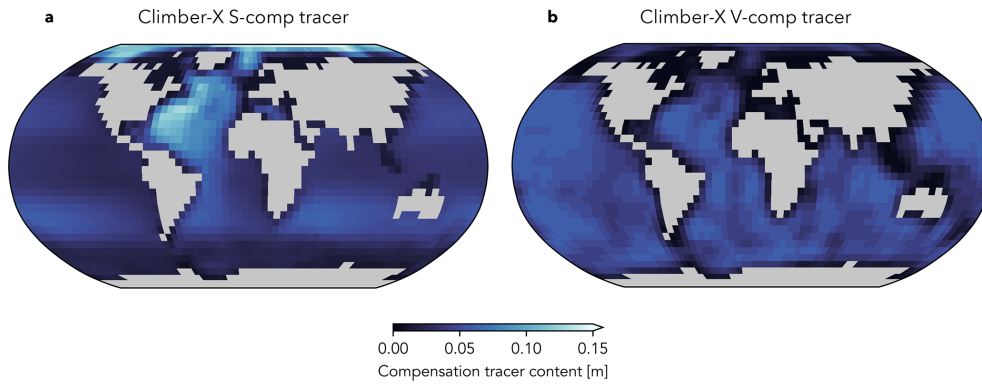 a Climber-X S-comp tracer
b Climber-X V-comp tracer
0.00 0.05 0.10 0.15
Compensation tracer content [m]